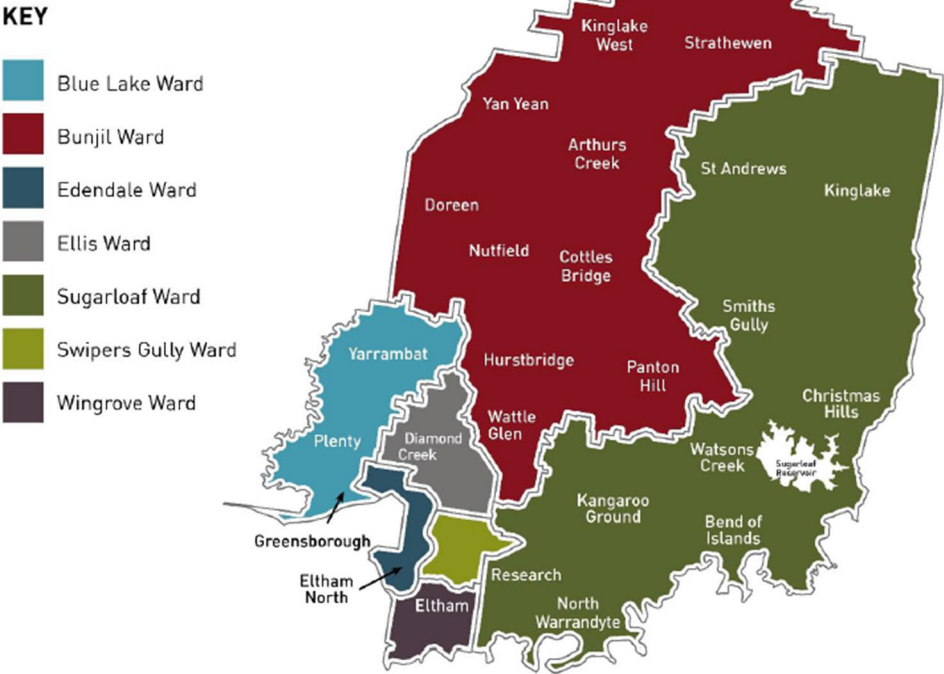 KEY
Blue Lake Ward
Bunjil Ward
Edendale Ward
Ellis Ward
Sugarloaf Ward
Swipers Gully Ward
Wingrove Ward
Kinglake
West
Strathewen
Yan Yean
Arthurs
Creek
St Andrews
Kinglake
Doreen
Nutfield
Cottles
Bridge
Smiths
Gully
Yarrambat
Hurstbridge
Panton
Hill
Christmas
Hills
Wattle
Glen
Plenty
Diamond
Creek
Watsons
Creek
Sugarloaf
Reservoir
Kangaroo
Ground
Bend of
Islands
Greensborough
Eltham
North
Research
Eltham
North
Warrandyte